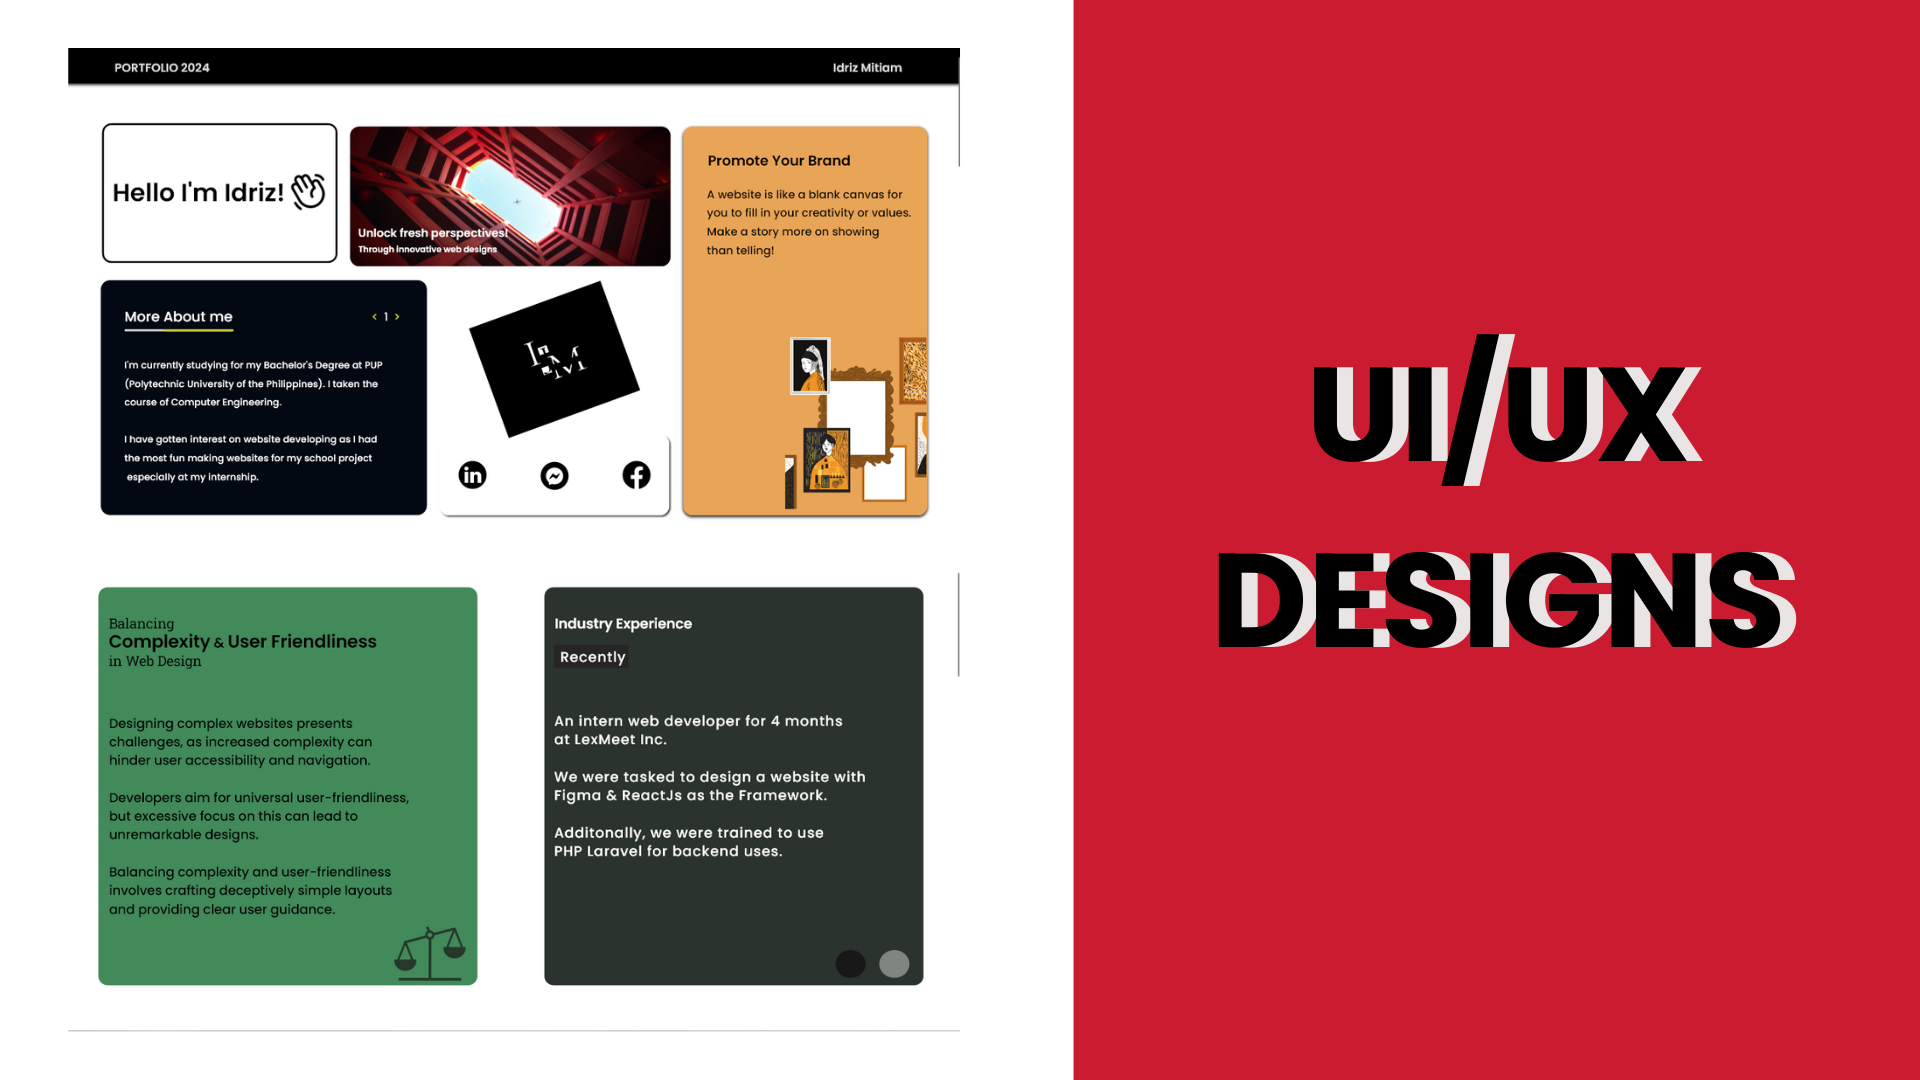 PORTFOLIO 2024
Idriz Mitiam
Hello I'm Idriz!
Unlock fresh perspectives!
Through Innovative web designs
Promote Your Brand
A website is like a blank canvas for
you to fill in your creativity or values.
Make a story more on showing
than telling!
More About me
< 1 >
I'm currently studying for my Bachelor's Degree at PUP
(Polytechnic University of the Philippines). I taken the
course of Computer Engineering.
I have gotten interest on website developing as I had
the most fun making websites for my school project
especially at my internship.
IM
in
Balancing
Complexity & User Friendliness
in Web Design
Designing complex websites presents
challenges, as increased complexity can
hinder user accessibility and navigation.
Developers aim for universal user-friendliness,
but excessive focus on this can lead to
unremarkable designs.
Balancing complexity and user-friendliness
involves crafting deceptively simple layouts
and providing clear user guidance.
Industry Experience
Recently
An intern web developer for 4 months
at LexMeet Inc.
We were tasked to design a website with
Figma & ReactJs as the Framework.
Additonally, we were trained to use
PHP Laravel for backend uses.
UI/UX
DESIGNS